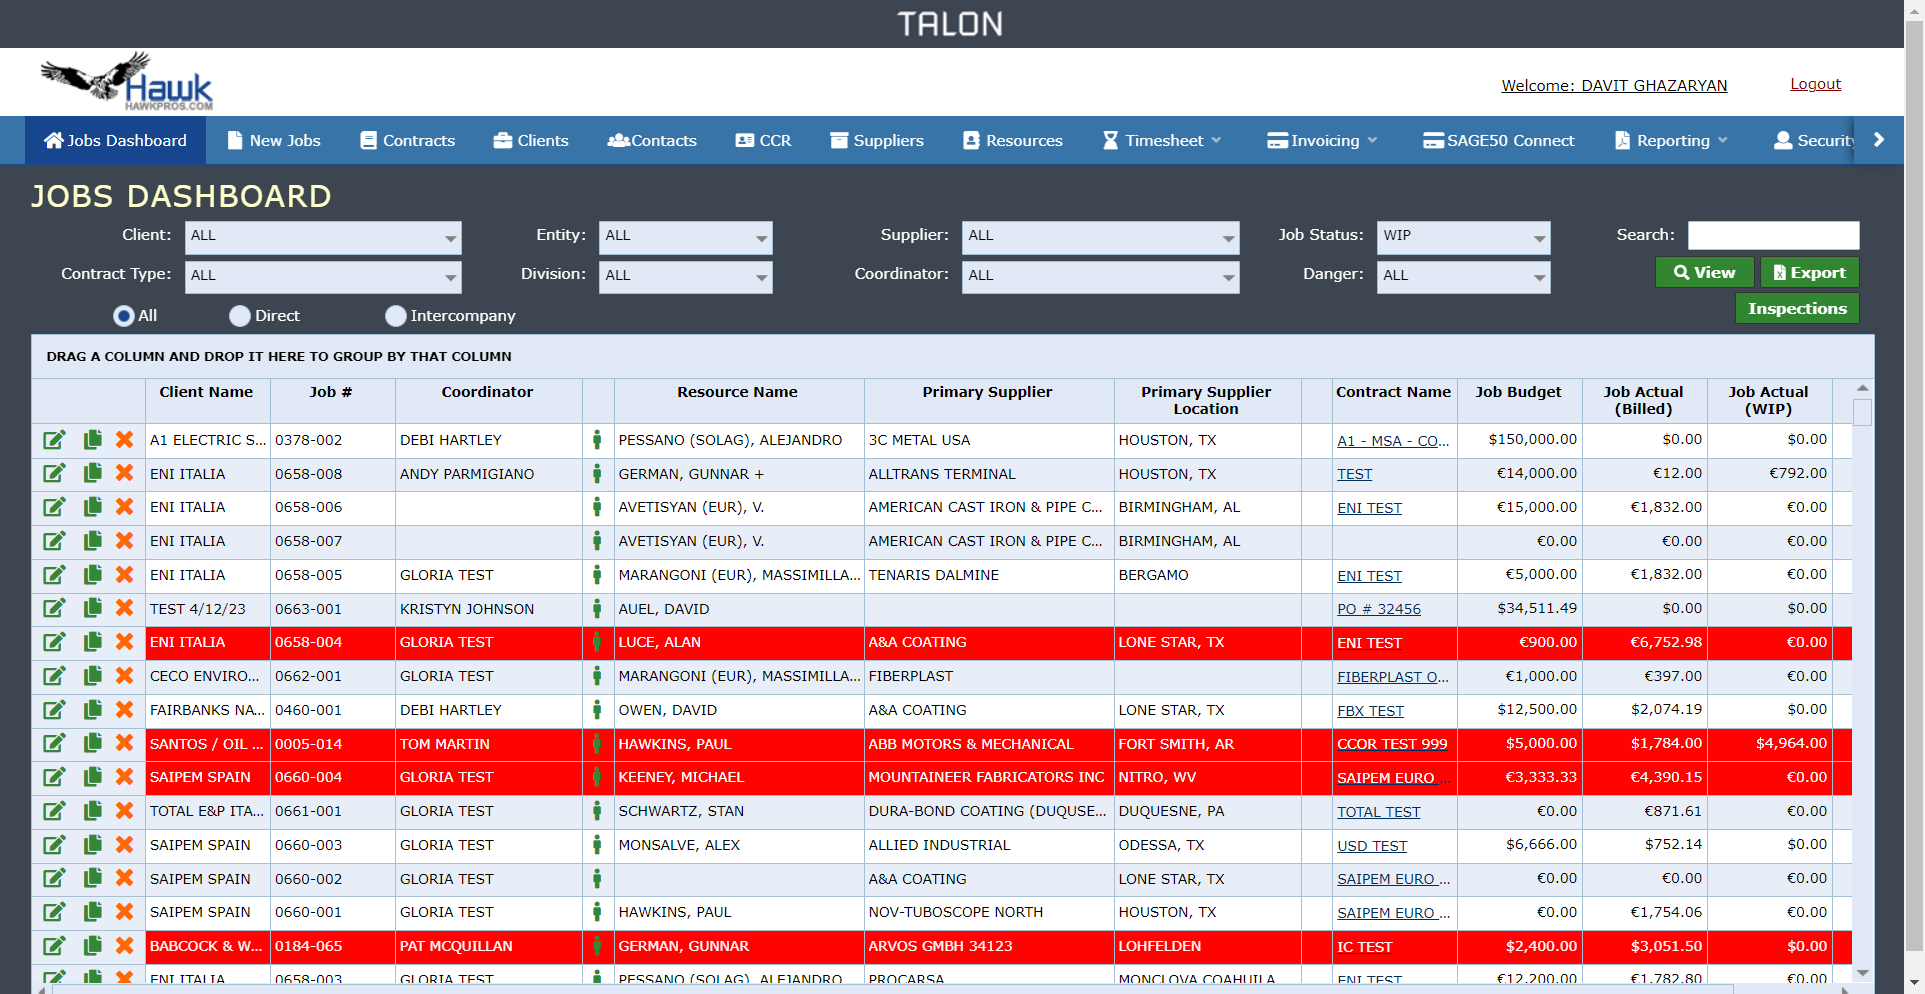 TALON
Hawk
HAWKPROS.COM
Welcome: DAVIT GHAZARYAN
Logout
Jobs Dashboard New Jobs Contracts Clients Contacts CCR Suppliers Resources Timesheet Invoicing SAGE50 Connect Reporting Security
JOBS DASHBOARD
Client: ALL Entity: ALL Supplier: ALL Job Status: WIP Search:
Contract Type: ALL Division: ALL Coordinator: ALL Danger: ALL View Export
All Direct Intercompany Inspections
DRAG A COLUMN AND DROP IT HERE TO GROUP BY THAT COLUMN
Client Name Job # Coordinator Resource Name Primary Supplier Primary Supplier Location Contract Name Job Budget Job Actual (Billed) Job Actual (WIP)
A1 ELECTRIC S... 0378-002 DEBI HARTLEY PESSANO (SOLAG), ALEJANDRO 3C METAL USA HOUSTON, TX A1 - MSA - CO... $150,000.00 $0.00 $0.00
ENI ITALIA 0658-008 ANDY PARMIGIANO GERMAN, GUNNAR + ALLTRANS TERMINAL HOUSTON, TX TEST €14,000.00 €12.00 €792.00
ENI ITALIA 0658-006 AVETISYAN (EUR), V. AMERICAN CAST IRON & PIPE C... BIRMINGHAM, AL ENI TEST €15,000.00 €1,832.00 €0.00
ENI ITALIA 0658-007 AVETISYAN (EUR), V. AMERICAN CAST IRON & PIPE C... BIRMINGHAM, AL €0.00 €0.00 €0.00
ENI ITALIA 0658-005 GLORIA TEST MARANGONI (EUR), MASSIMILLA... TENARIS DALMINE BERGAMO ENI TEST €5,000.00 €1,832.00 €0.00
TEST 4/12/23 0663-001 KRISTYN JOHNSON AUEL, DAVID PO # 32456 $34,511.49 $0.00 $0.00
ENI ITALIA 0658-004 GLORIA TEST LUCE, ALAN A&A COATING LONE STAR, TX ENI TEST €900.00 €6,752.98 €0.00
CECO ENVIRO... 0662-001 GLORIA TEST MARANGONI (EUR), MASSIMILLA... FIBERPLAST FIBERPLAST O... €1,000.00 €397.00 €0.00
FAIRBANKS NA... 0460-001 DEBI HARTLEY OWEN, DAVID A&A COATING LONE STAR, TX FBX TEST $12,500.00 $2,074.19 $0.00
SANTOS / OIL ... 0005-014 TOM MARTIN HAWKINS, PAUL ABB MOTORS & MECHANICAL FORT SMITH, AR CCOR TEST 999 $5,000.00 $1,784.00 $4,964.00
SAIPEM SPAIN 0660-004 GLORIA TEST KEENEY, MICHAEL MOUNTAINEER FABRICATORS INC NITRO, WV SAIPEM EURO ... €3,333.33 €4,390.15 €0.00
TOTAL E&P ITA... 0661-001 GLORIA TEST SCHWARTZ, STAN DURA-BOND COATING (DUQUSE... DUQUESNE, PA TOTAL TEST €0.00 €871.61 €0.00
SAIPEM SPAIN 0660-003 GLORIA TEST MONSALVE, ALEX ALLIED INDUSTRIAL ODESSA, TX USD TEST $6,666.00 $752.14 $0.00
SAIPEM SPAIN 0660-002 GLORIA TEST A&A COATING LONE STAR, TX SAIPEM EURO ... €0.00 €0.00 €0.00
SAIPEM SPAIN 0660-001 GLORIA TEST HAWKINS, PAUL NOV-TUBOSCOPE NORTH HOUSTON, TX SAIPEM EURO ... €0.00 €1,754.06 €0.00
BABCOCK & W... 0184-065 PAT MCQUILLAN GERMAN, GUNNAR ARVOS GMBH 34123 LOHFELDEN IC TEST $2,400.00 $3,051.50 $0.00
ENI ITALIA 0658-003 GLORIA TEST PESSANO (SOLAG), ALEJANDRO PROCARSA MONCLOVA COAHUILA ENI TEST €12,200.00 €1,782.80 €0.00